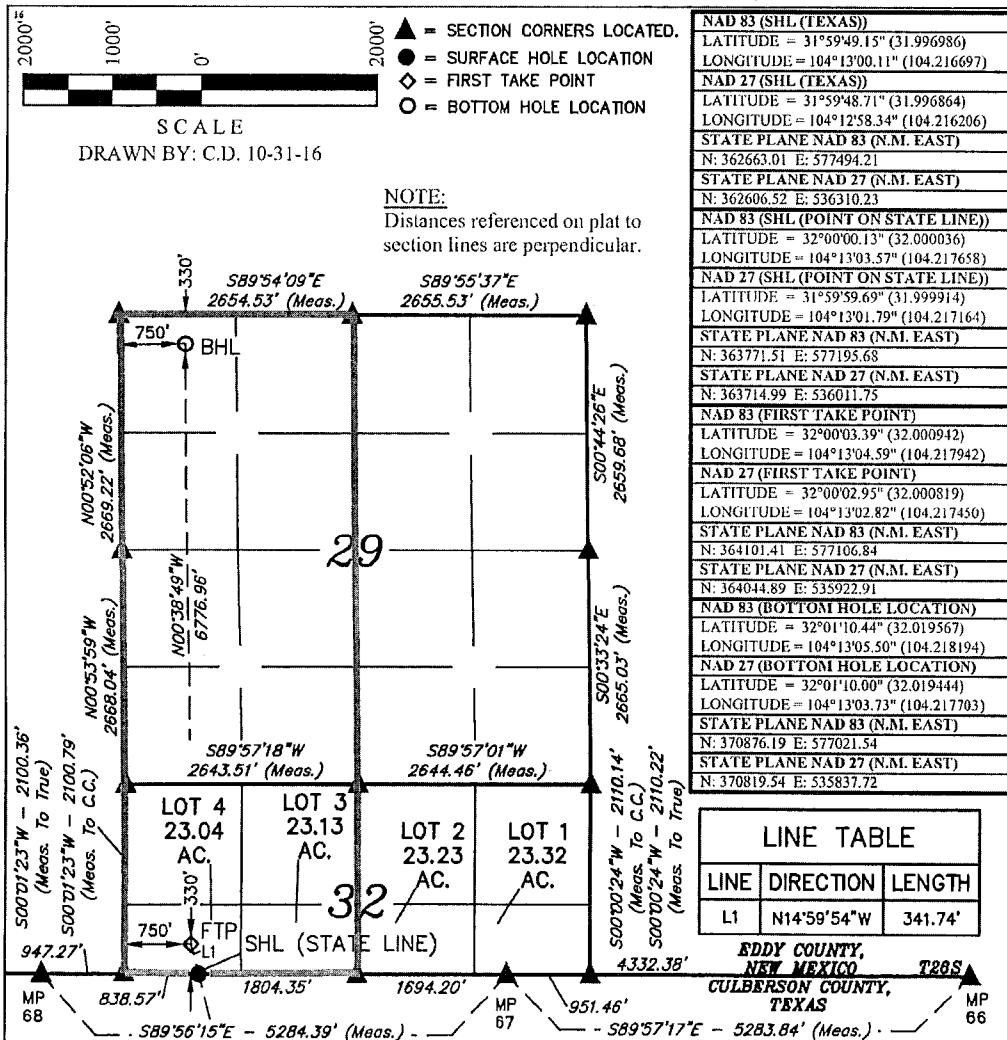 16
2000'
1000'
0'
2000'
SCALE
DRAWN BY: C.D. 10-31-16
= SECTION CORNERS LOCATED.
= SURFACE HOLE LOCATION
= FIRST TAKE POINT
= BOTTOM HOLE LOCATION
NOTE:
Distances referenced on plat to
section lines are perpendicular.
330'
S89°54'09"E
2654.53' (Meas.)
S89°55'37"E
2655.53' (Meas.)
750'
BHL
N00°52'06"W
2669.22' (Meas.)
S00°44'26"E
2659.68' (Meas.)
29
N00°38'49"W
6776.96'
N00°53'59"W
2668.04' (Meas.)
S00°33'24"E
2665.03' (Meas.)
S89°57'18"W
2643.51' (Meas.)
S89°57'01"W
2644.46' (Meas.)
S00°01'23"W - 2100.36'
(Meas. To True)
S00°01'23"W - 2100.79'
(Meas. To C.C.)
LOT 4
23.04
AC.
LOT 3
23.13
AC.
LOT 2
23.23
AC.
LOT 1
23.32
AC.
S00°00'24"W - 2110.14'
(Meas. To C.C.)
S00°00'24"W - 2110.22'
(Meas. To True)
32
330'
750'
FTP
L1
SHL (STATE LINE)
947.27'
4332.38'
MP
68
838.57'
1804.35'
1694.20'
MP
67
951.46'
MP
66
S89°56'15"E - 5284.39' (Meas.)
S89°57'17"E - 5283.84' (Meas.)
EDDY COUNTY,
NEW MEXICO
T26S
CULBERSON COUNTY,
TEXAS
NAD 83 (SHL (TEXAS))
LATITUDE = 31°59'49.15" (31.996986)
LONGITUDE = 104°13'00.11" (104.216697)
NAD 27 (SHL (TEXAS))
LATITUDE = 31°59'48.71" (31.996864)
LONGITUDE = 104°12'58.34" (104.216206)
STATE PLANE NAD 83 (N.M. EAST)
N: 362663.01 E: 577494.21
STATE PLANE NAD 27 (N.M. EAST)
N: 362606.52 E: 536310.23
NAD 83 (SHL (POINT ON STATE LINE))
LATITUDE = 32°00'00.13" (32.000036)
LONGITUDE = 104°13'03.57" (104.217658)
NAD 27 (SHL (POINT ON STATE LINE))
LATITUDE = 31°59'59.69" (31.999914)
LONGITUDE = 104°13'01.79" (104.217164)
STATE PLANE NAD 83 (N.M. EAST)
N: 363771.51 E: 577195.68
STATE PLANE NAD 27 (N.M. EAST)
N: 363714.99 E: 536011.75
NAD 83 (FIRST TAKE POINT)
LATITUDE = 32°00'03.39" (32.000942)
LONGITUDE = 104°13'04.59" (104.217942)
NAD 27 (FIRST TAKE POINT)
LATITUDE = 32°00'02.95" (32.000819)
LONGITUDE = 104°13'02.82" (104.217450)
STATE PLANE NAD 83 (N.M. EAST)
N: 364101.41 E: 577106.84
STATE PLANE NAD 27 (N.M. EAST)
N: 364044.89 E: 535922.91
NAD 83 (BOTTOM HOLE LOCATION)
LATITUDE = 32°01'10.44" (32.019567)
LONGITUDE = 104°13'05.50" (104.218194)
NAD 27 (BOTTOM HOLE LOCATION)
LATITUDE = 32°01'10.00" (32.019444)
LONGITUDE = 104°13'03.73" (104.217703)
STATE PLANE NAD 83 (N.M. EAST)
N: 370876.19 E: 577021.54
STATE PLANE NAD 27 (N.M. EAST)
N: 370819.54 E: 535837.72
LINE TABLE
LINE DIRECTION LENGTH
L1 N14°59'54"W 341.74'